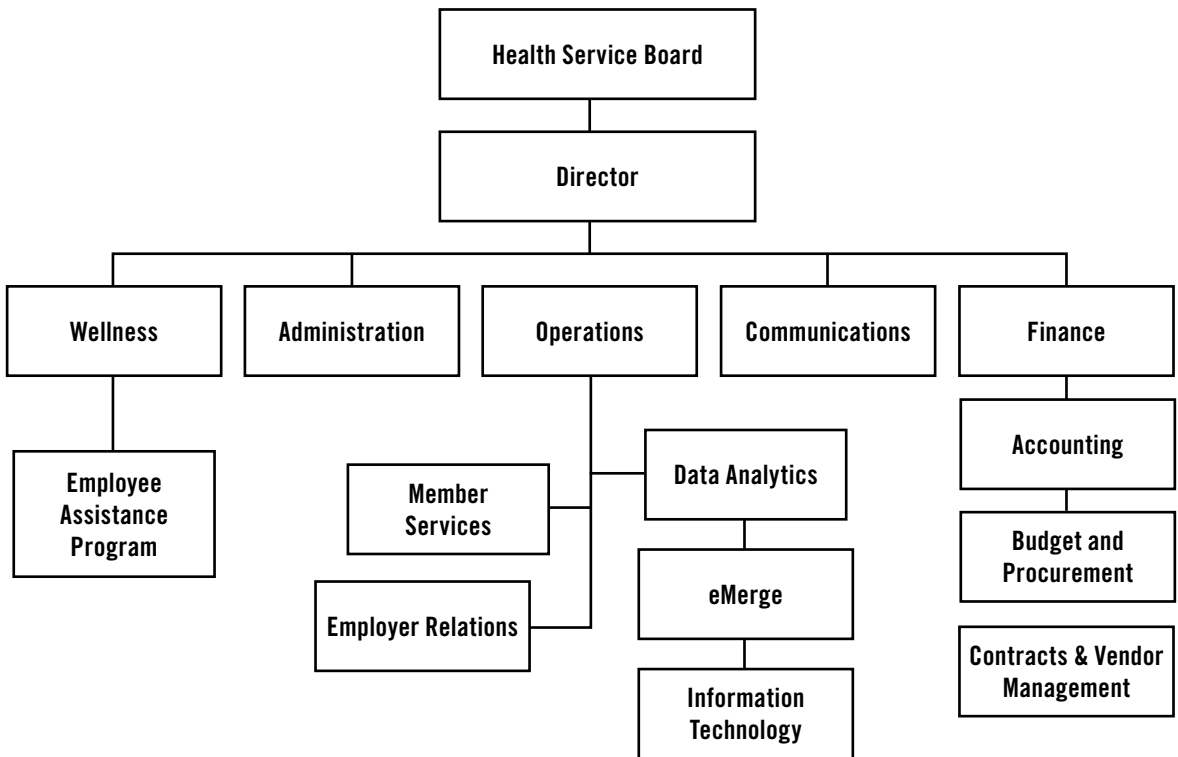 Health Service Board
Director
Wellness
Administration
Operations
Communications
Finance
Employee
Assistance
Program
Member
Services
Employer Relations
Data Analytics
eMerge
Information
Technology
Accounting
Budget and
Procurement
Contracts & Vendor
Management